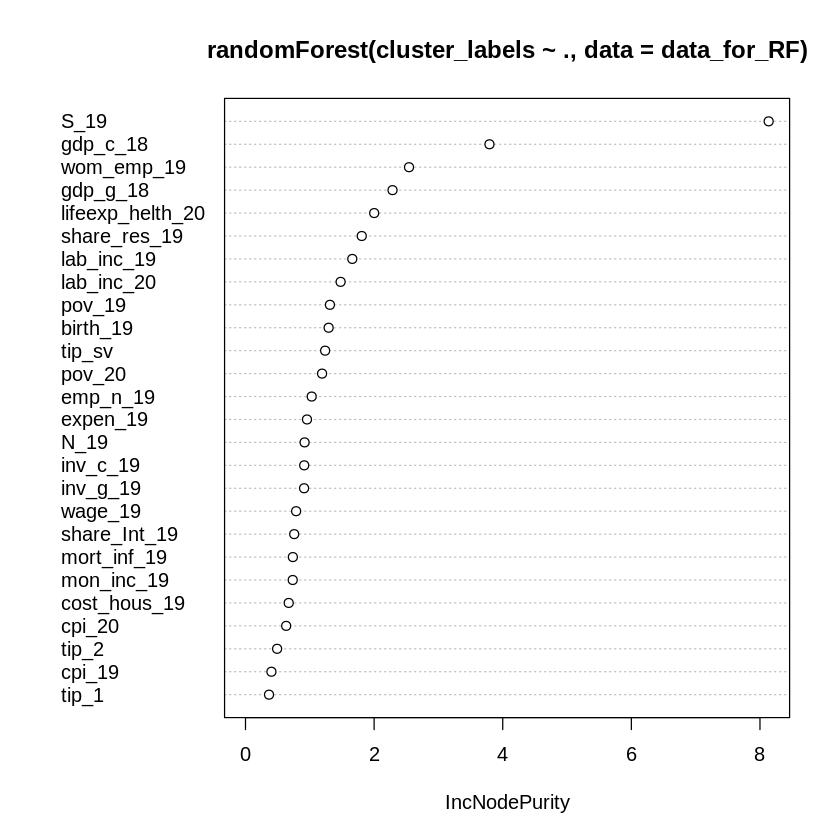 randomForest(cluster_labels ~ ., data = data_for_RF)
S_19
gdp_c_18
wom_emp_19
gdp_g_18
lifeexp_helth_20
share_res_19
lab_inc_19
lab_inc_20
pov_19
birth_19
tip_sv
pov_20
emp_n_19
expen_19
N_19
inv_c_19
inv_g_19
wage_19
share_Int_19
mort_inf_19
mon_inc_19
cost_hous_19
cpi_20
tip_2
cpi_19
tip_1
0 2 4 6 8
IncNodePurity